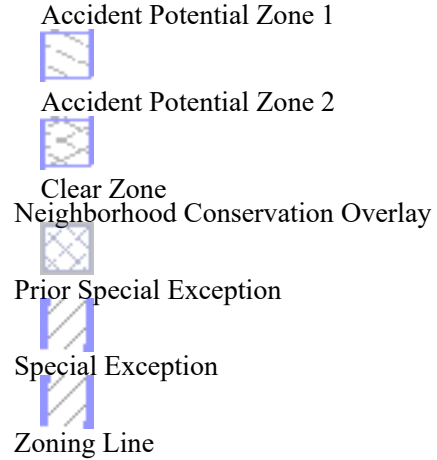 Accident Potential Zone 1
Accident Potential Zone 2
Clear Zone
Neighborhood Conservation Overlay
Prior Special Exception
Special Exception
Zoning Line